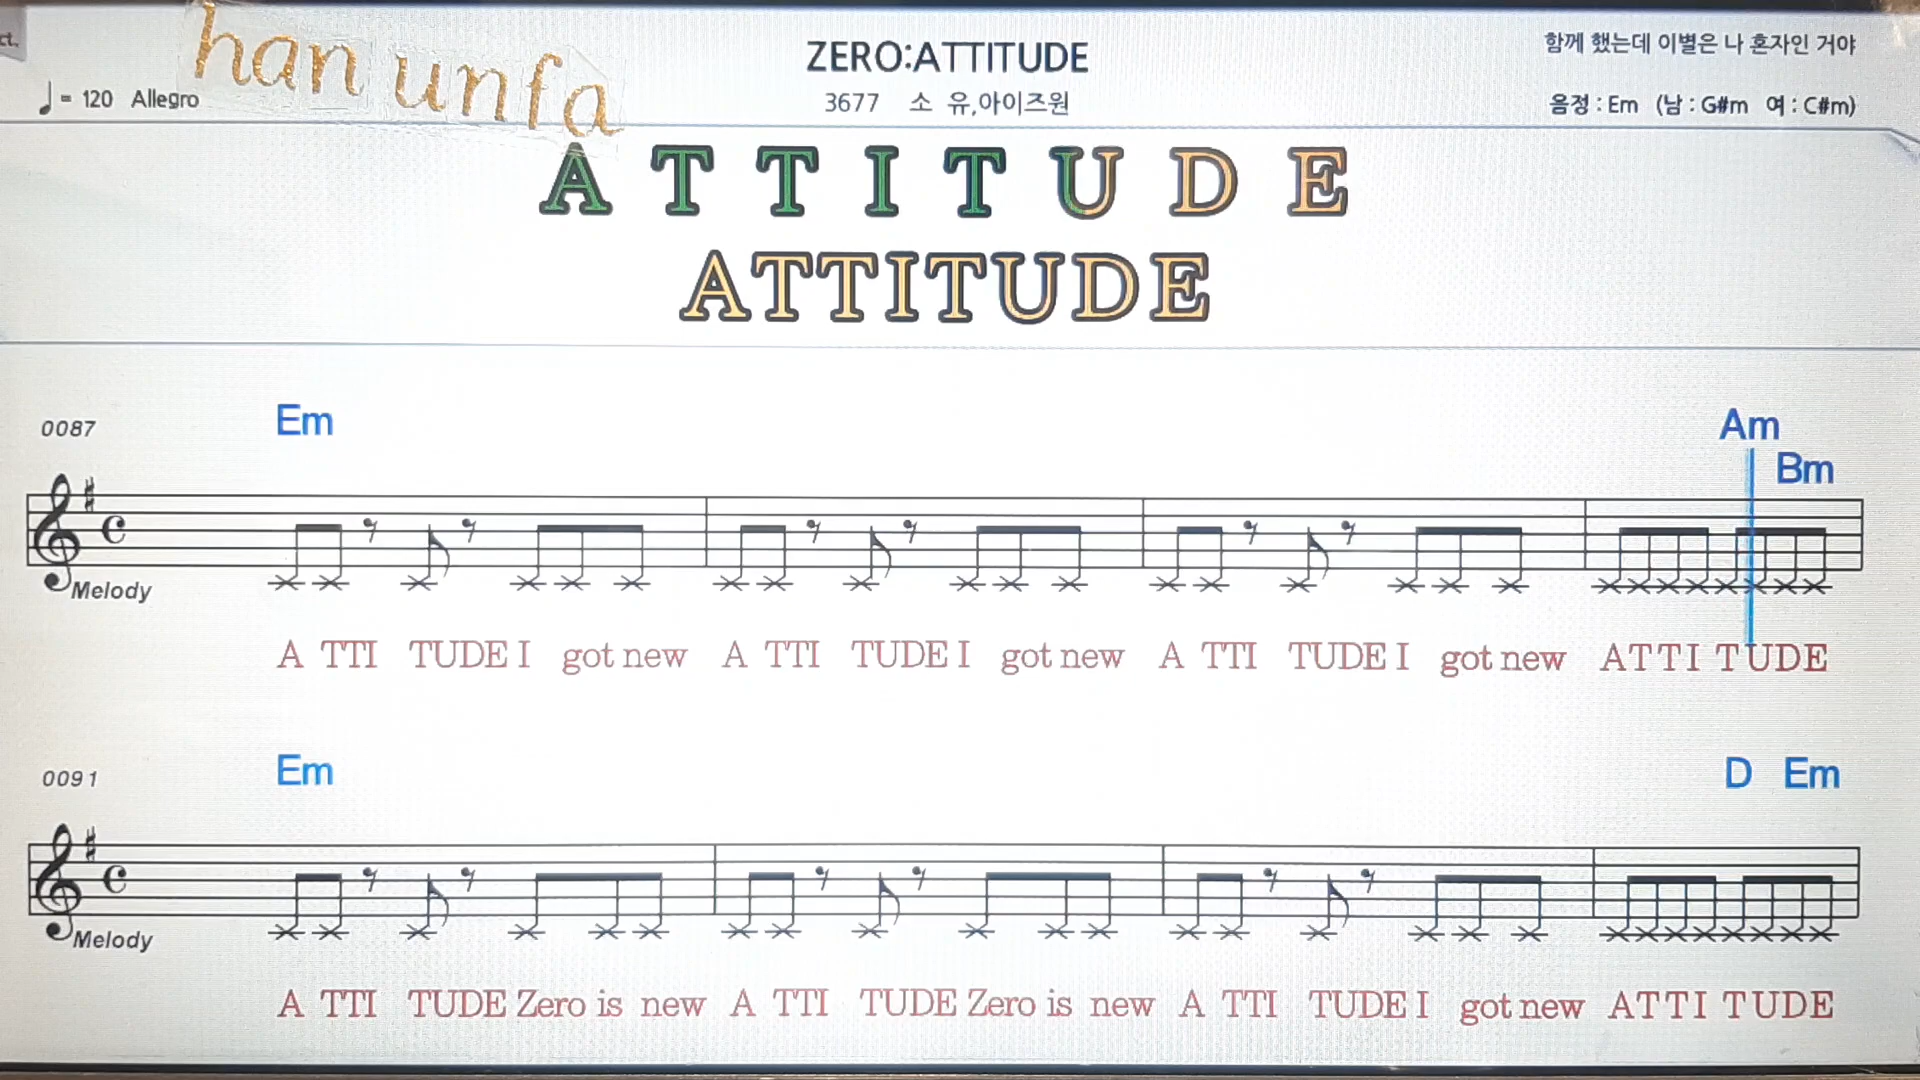 ct.
han unfa
ZERO:ATTITUDE
함께 했는데 이별은 나 혼자인 거야
♩= 120 Allegro
3677 소 유,아이즈원
음정 : Em (남 : G#m 여 : C#m)
A T T I T U D E
ATTITUDE
0087
Em
Am
Bm
Melody
A TTI TUDE I got new A TTI TUDE I got new A TTI TUDE I got new ATTI TUDE
0091
Em
D Em
Melody
A TTI TUDE Zero is new A TTI TUDE Zero is new A TTI TUDE I got new ATTI TUDE